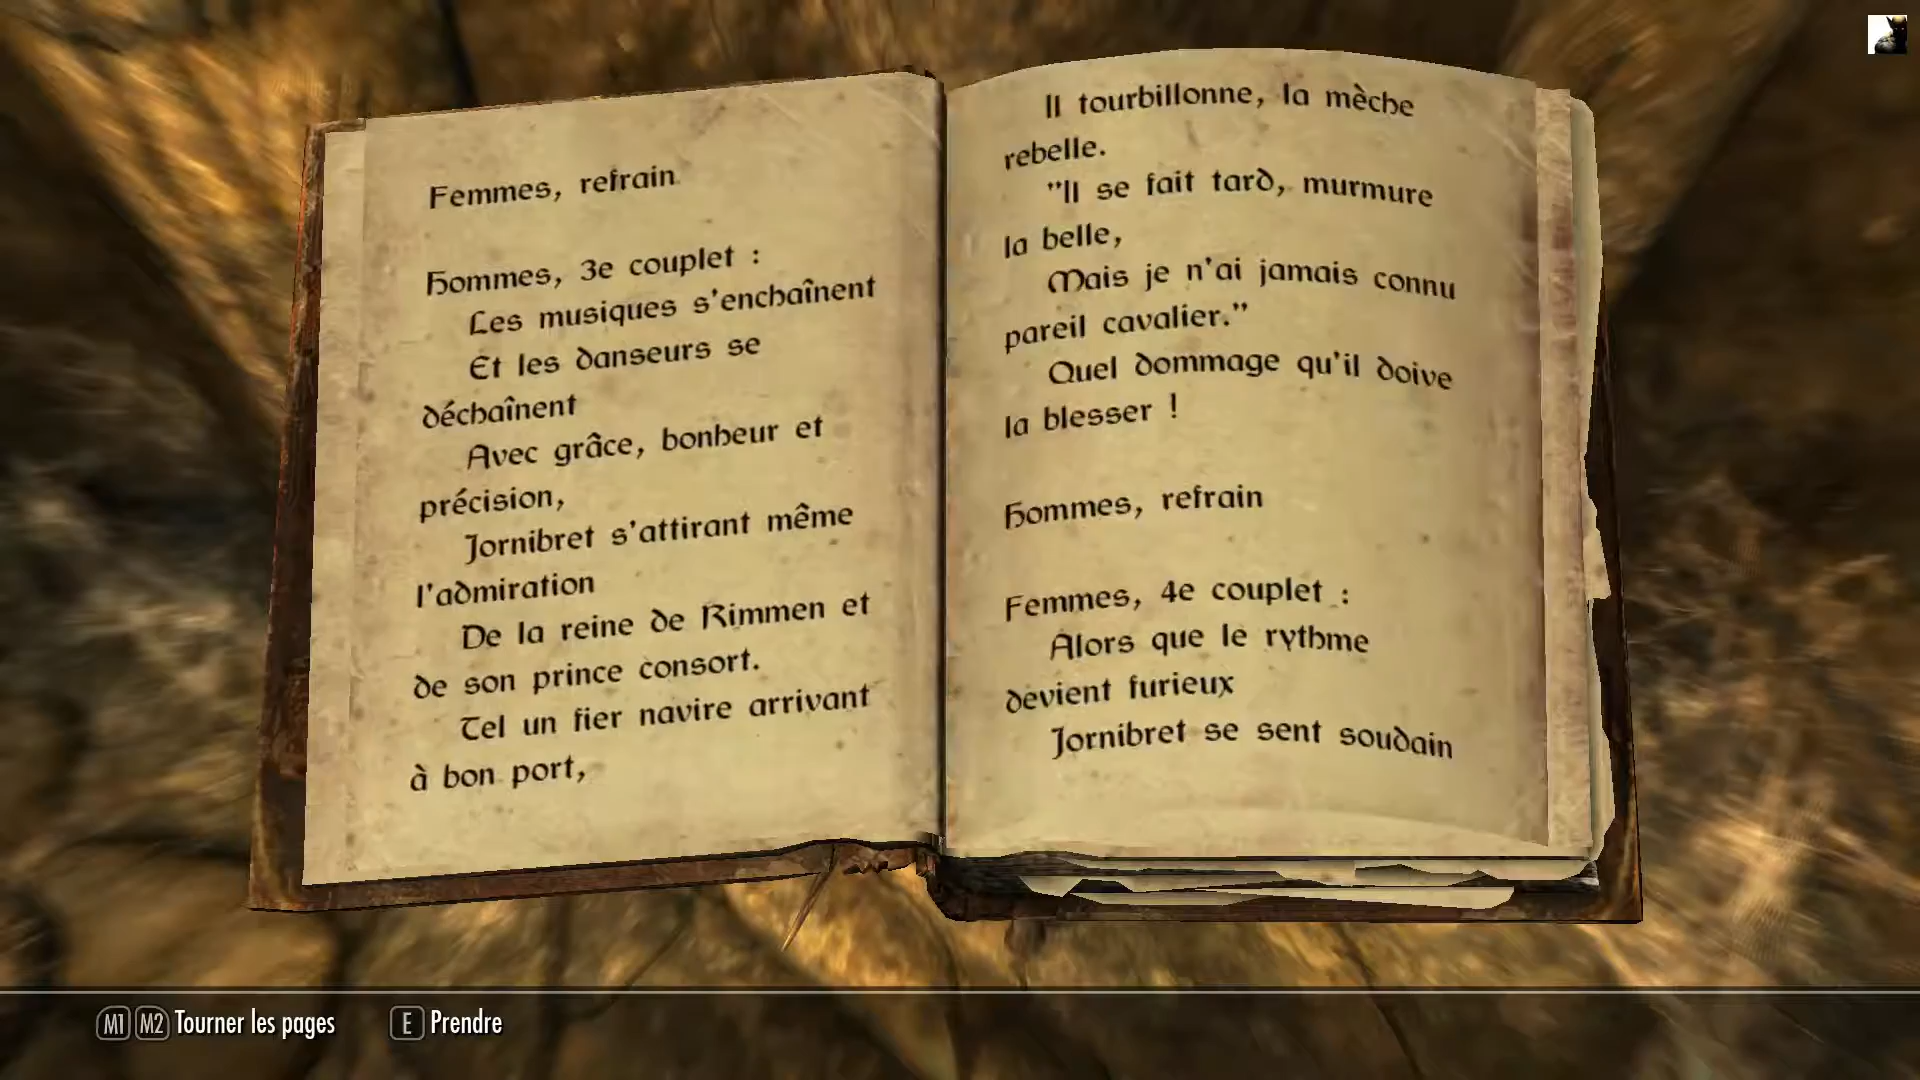 Femmes, refrain
Hommes, 3e couplet :
Les musiques s'enchaînent
Et les danseurs se
déchaînent
Avec grâce, bonheur et
précision,
Jornibret s'attirant même
l'admiration
De la reine de Rimmen et
de son prince consort.
Tel un fier navire arrivant
à bon port,
Il tourbillonne, la mèche
rebelle.
"Il se fait tard, murmure
la belle,
Mais je n'ai jamais connu
pareil cavalier."
Quel dommage qu'il doive
la blesser !
Hommes, refrain
Femmes, 4e couplet :
Alors que le rythme
devient furieux
Jornibret se sent soudain
M1 M2 Tourner les pages E Prendre